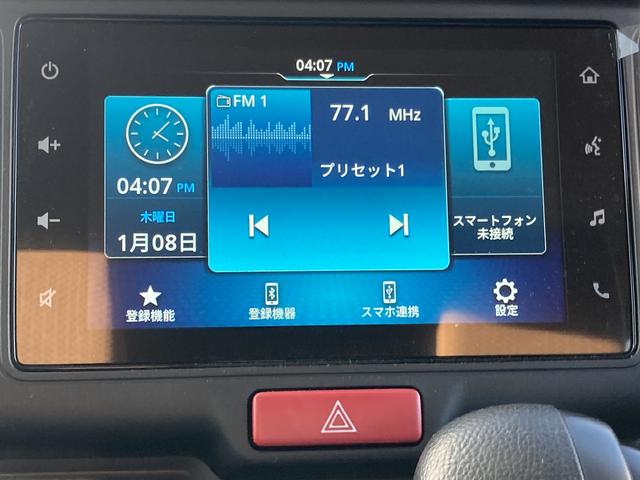 04:07 PM
FM 1
77.1 MHz
プリセット1
04:07 PM
木曜日
1月08日
スマートフォン
未接続
登録機能
登録機器
スマホ連携
設定